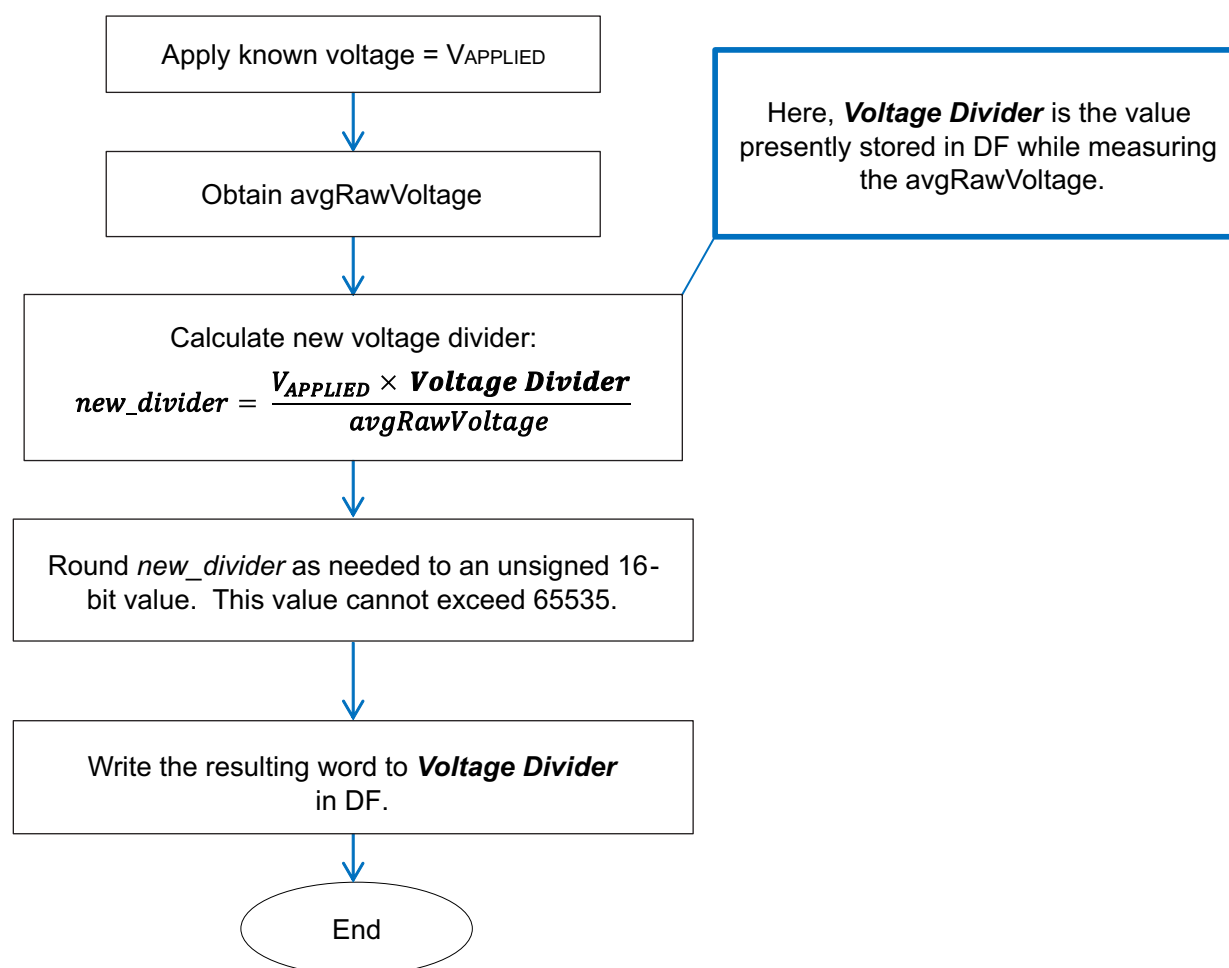 Apply known voltage = VAPPLIED
Here, Voltage Divider is the value
presently stored in DF while measuring
the avgRawVoltage.
Obtain avgRawVoltage
Calculate new voltage divider:
new_divider = V_APPLIED × Voltage Divider / avgRawVoltage
Round new_divider as needed to an unsigned 16-
bit value.  This value cannot exceed 65535.
Write the resulting word to Voltage Divider
in DF.
End